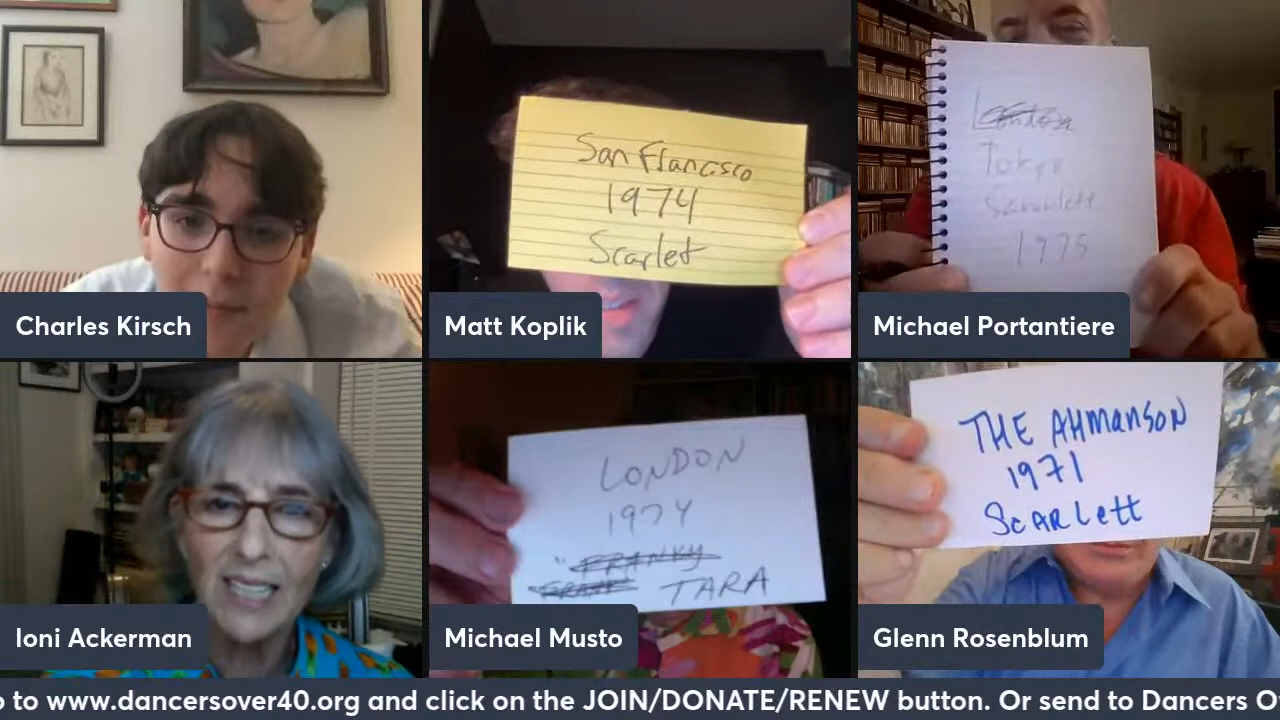 San Francisco
1974
Scarlet
London
Tokyo
Scarlett
1975
Charles Kirsch
Matt Koplik
Michael Portantiere
LONDON
1974
"FRANKY
TARA
THE AHMANSON
1971
SCARLETT
Ioni Ackerman
Michael Musto
Glenn Rosenblum
o to www.dancersover40.org and click on the JOIN/DONATE/RENEW button. Or send to Dancers O